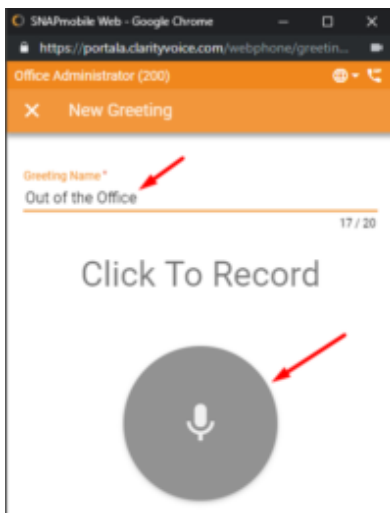 SNAPmobile Web - Google Chrome
https://portala.clarityvoice.com/webphone/greetin...
Office Administrator (200)
New Greeting
Greeting Name *
Out of the Office
17 / 20
Click To Record